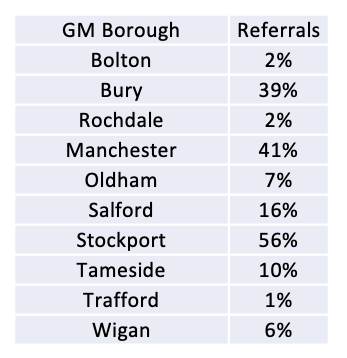 GM Borough Referrals
Bolton 2%
Bury 39%
Rochdale 2%
Manchester 41%
Oldham 7%
Salford 16%
Stockport 56%
Tameside 10%
Trafford 1%
Wigan 6%